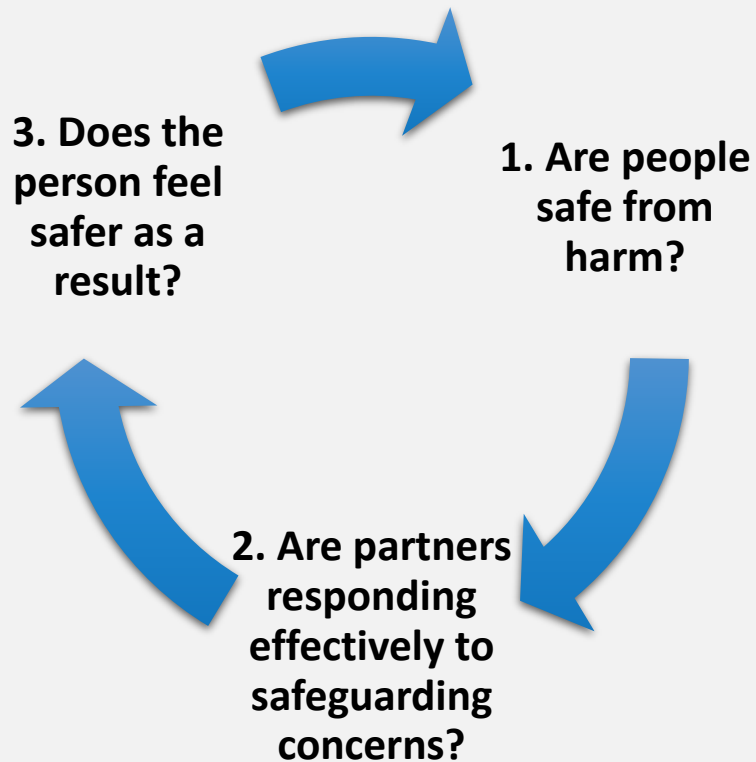 3. Does the
person feel
safer as a
result?
1. Are people
safe from
harm?
2. Are partners
responding
effectively to
safeguarding
concerns?